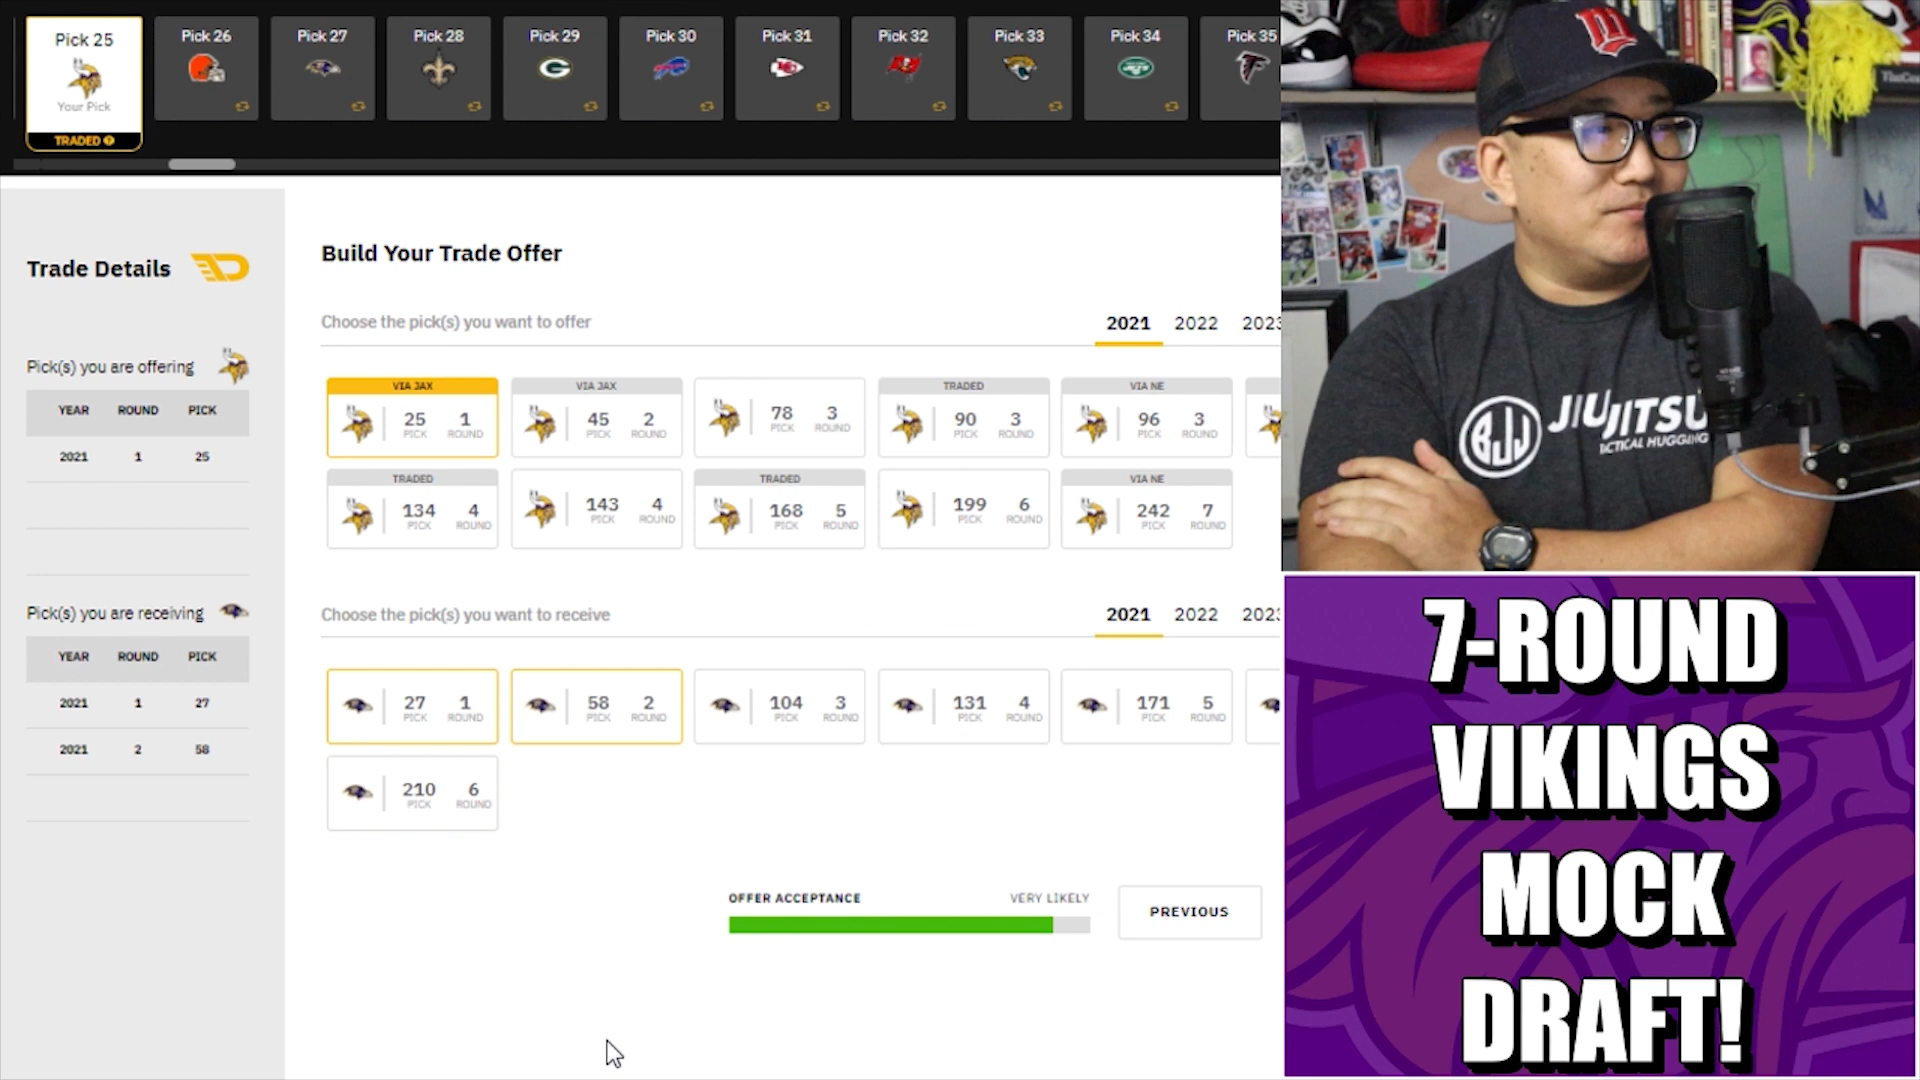 Pick 25
Your Pick
TRADED
Pick 26
Pick 27
Pick 28
Pick 29
Pick 30
Pick 31
Pick 32
Pick 33
Pick 34
Pick 35
Trade Details
Pick(s) you are offering
YEAR ROUND PICK
2021 1 25
Pick(s) you are receiving
YEAR ROUND PICK
2021 1 27
2021 2 58
Build Your Trade Offer
Choose the pick(s) you want to offer
2021 2022 2023
VIA JAX VIA JAX TRADED VIA NE
25 1 45 2 78 3 90 3 96 3
PICK ROUND PICK ROUND PICK ROUND PICK ROUND PICK ROUND
TRADED TRADED VIA NE
134 4 143 4 168 5 199 6 242 7
PICK ROUND PICK ROUND PICK ROUND PICK ROUND PICK ROUND
Choose the pick(s) you want to receive
2021 2022 2023
27 1 58 2 104 3 131 4 171 5
PICK ROUND PICK ROUND PICK ROUND PICK ROUND PICK ROUND
210 6
PICK ROUND
OFFER ACCEPTANCE VERY LIKELY
PREVIOUS
BJJ
JIUJITSU
TACTICAL HUGGING
7-ROUND
VIKINGS
MOCK
DRAFT!